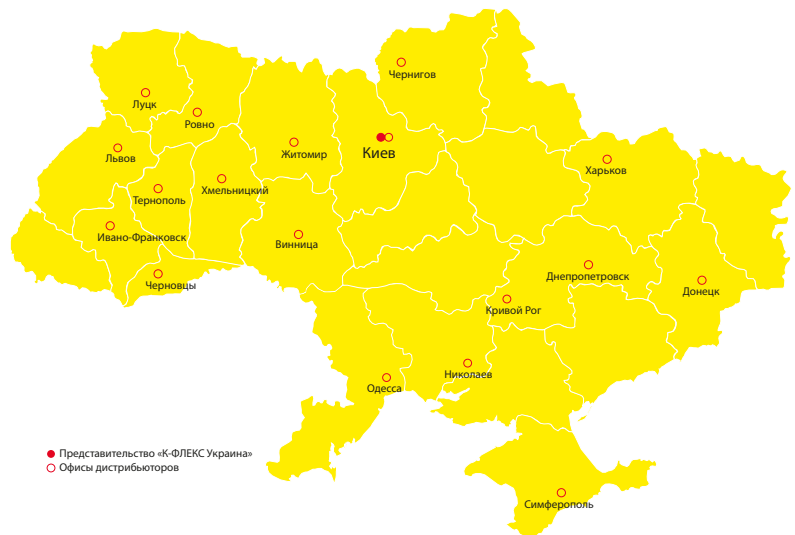 Чернигов
Луцк
Ровно
Киев
Житомир
Львов
Харьков
Хмельницкий
Тернополь
Ивано-Франковск
Винница
Днепропетровск
Черновцы
Донецк
Кривой Рог
Николаев
Одесса
Представительство «К-ФЛЕКС Украина»
Офисы дистрибьюторов
Симферополь